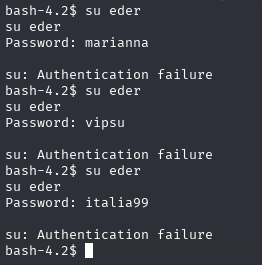 bash-4.2$ su eder
su eder
Password: marianna
su: Authentication failure
bash-4.2$ su eder
su eder
Password: vipsu
su: Authentication failure
bash-4.2$ su eder
su eder
Password: italia99
su: Authentication failure
bash-4.2$